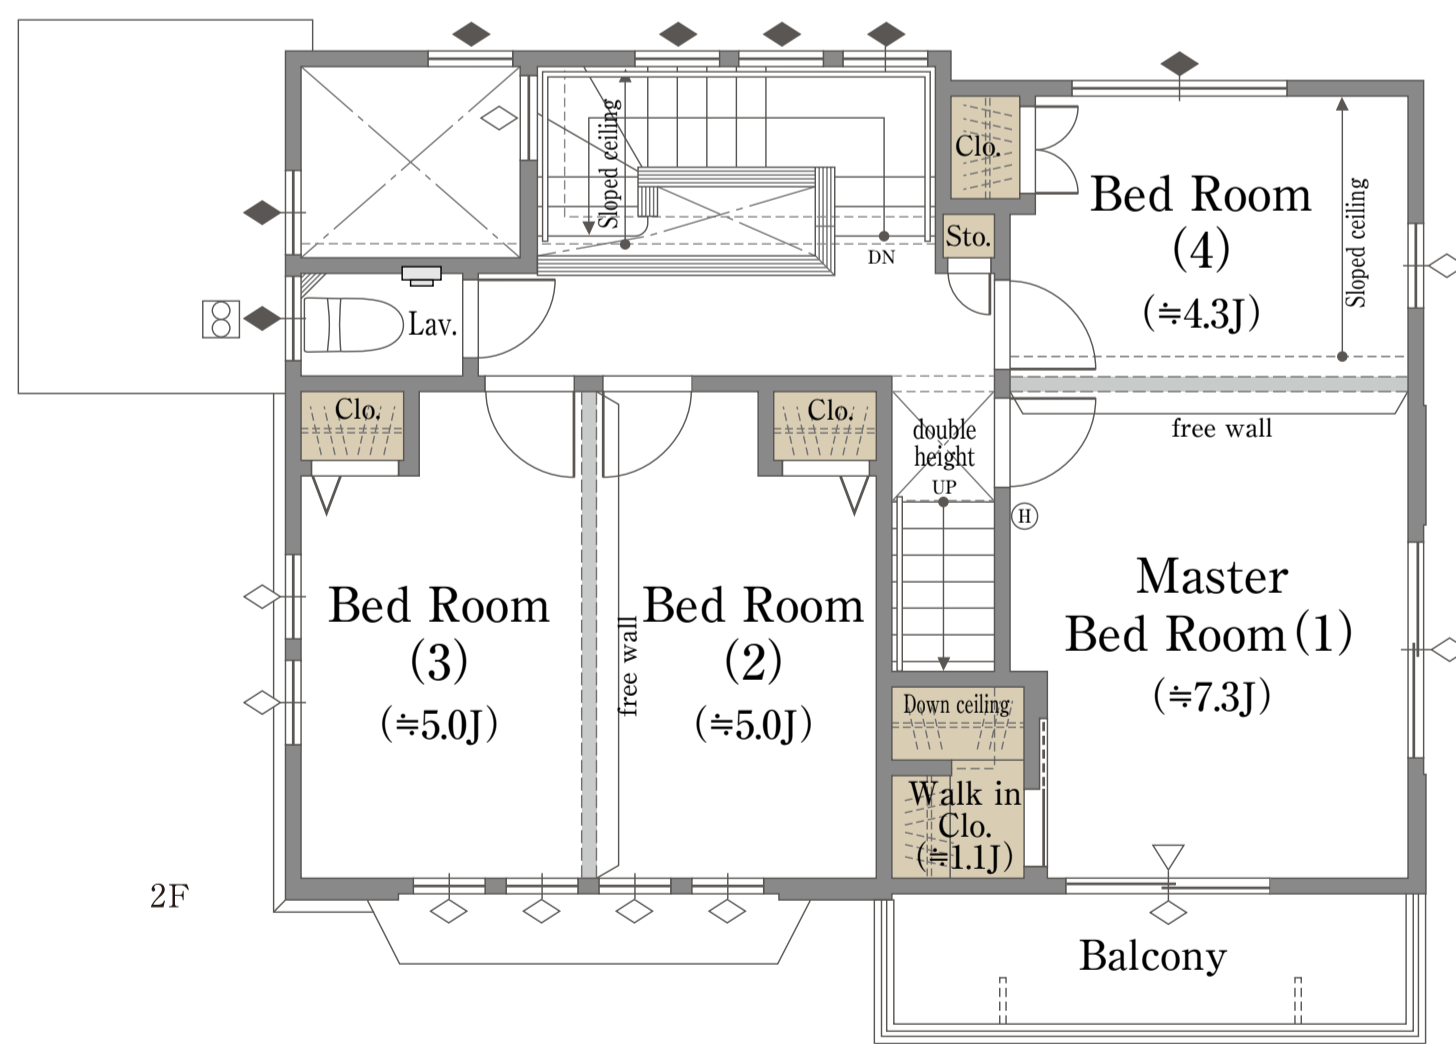 Sloped ceiling
Clo.
Bed Room
(4)
(≒4.3J)
Sloped ceiling
Sto.
DN
Lav.
Clo.
Clo.
double
height
UP
free wall
H
Bed Room
(3)
(≒5.0J)
free wall
Bed Room
(2)
(≒5.0J)
Master
Bed Room(1)
(≒7.3J)
Down ceiling
Walk in
Clo.
(≒1.1J)
2F
Balcony